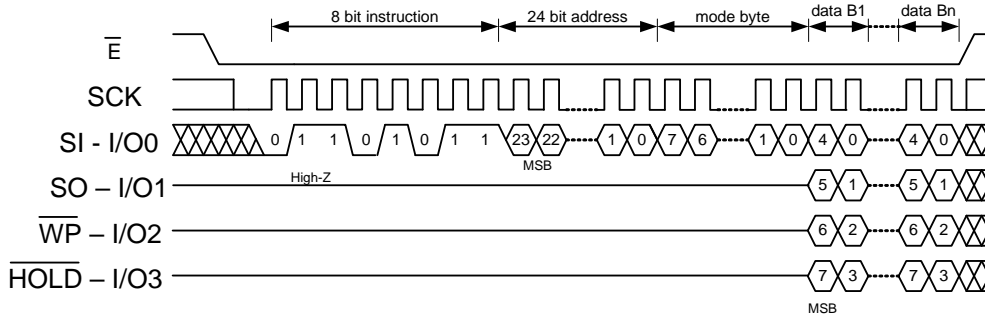 8 bit instruction 24 bit address mode byte data B1 data Bn
E
SCK
SI - I/O0 0 1 1 0 1 0 1 1 23 22 1 0 7 6 1 0 4 0 4 0
MSB
SO – I/O1 High-Z 5 1 5 1
WP – I/O2 6 2 6 2
HOLD – I/O3 7 3 7 3
MSB